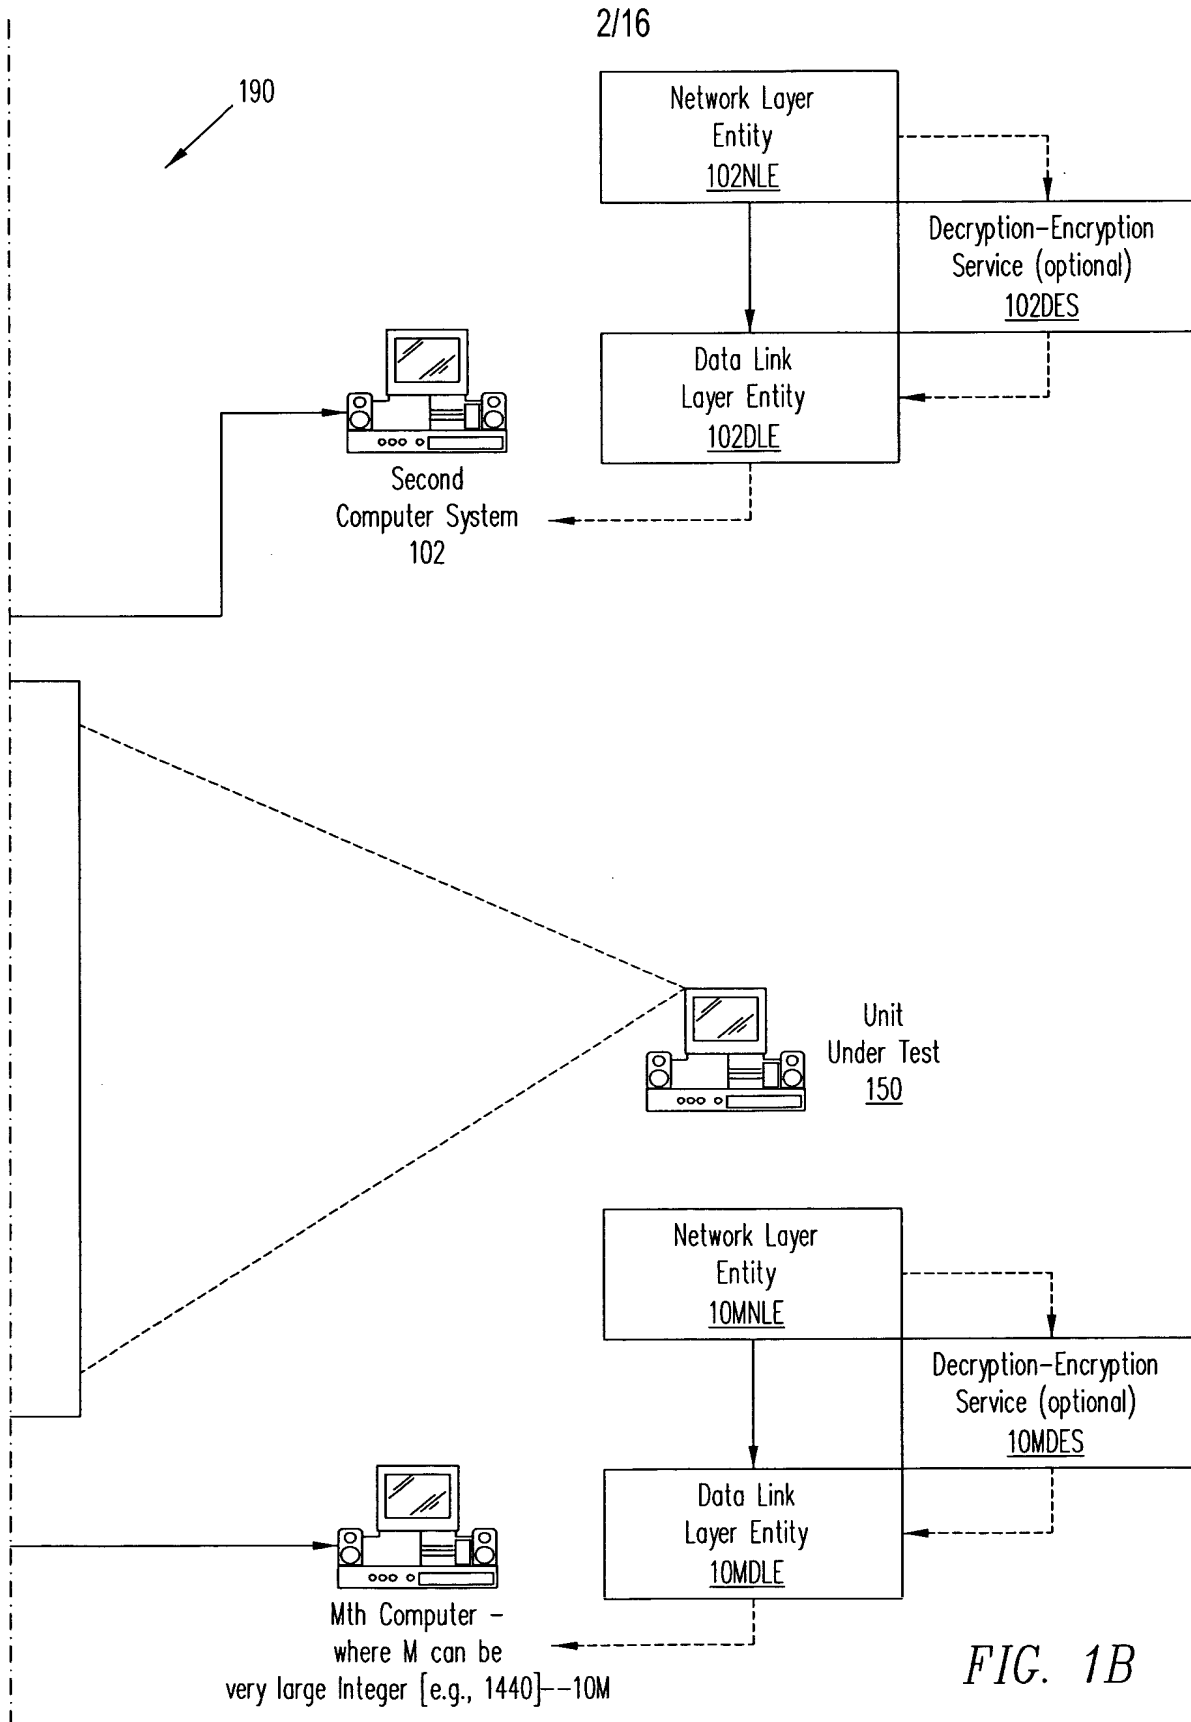 2/16
190
Network Layer
Entity
102NLE
Decryption-Encryption
Service (optional)
102DES
Data Link
Layer Entity
102DLE
Second
Computer System
102
Unit
Under Test
150
Network Layer
Entity
10MNLE
Decryption-Encryption
Service (optional)
10MDES
Data Link
Layer Entity
10MDLE
Mth Computer -
where M can be
very large Integer [e.g., 1440]--10M
FIG. 1B